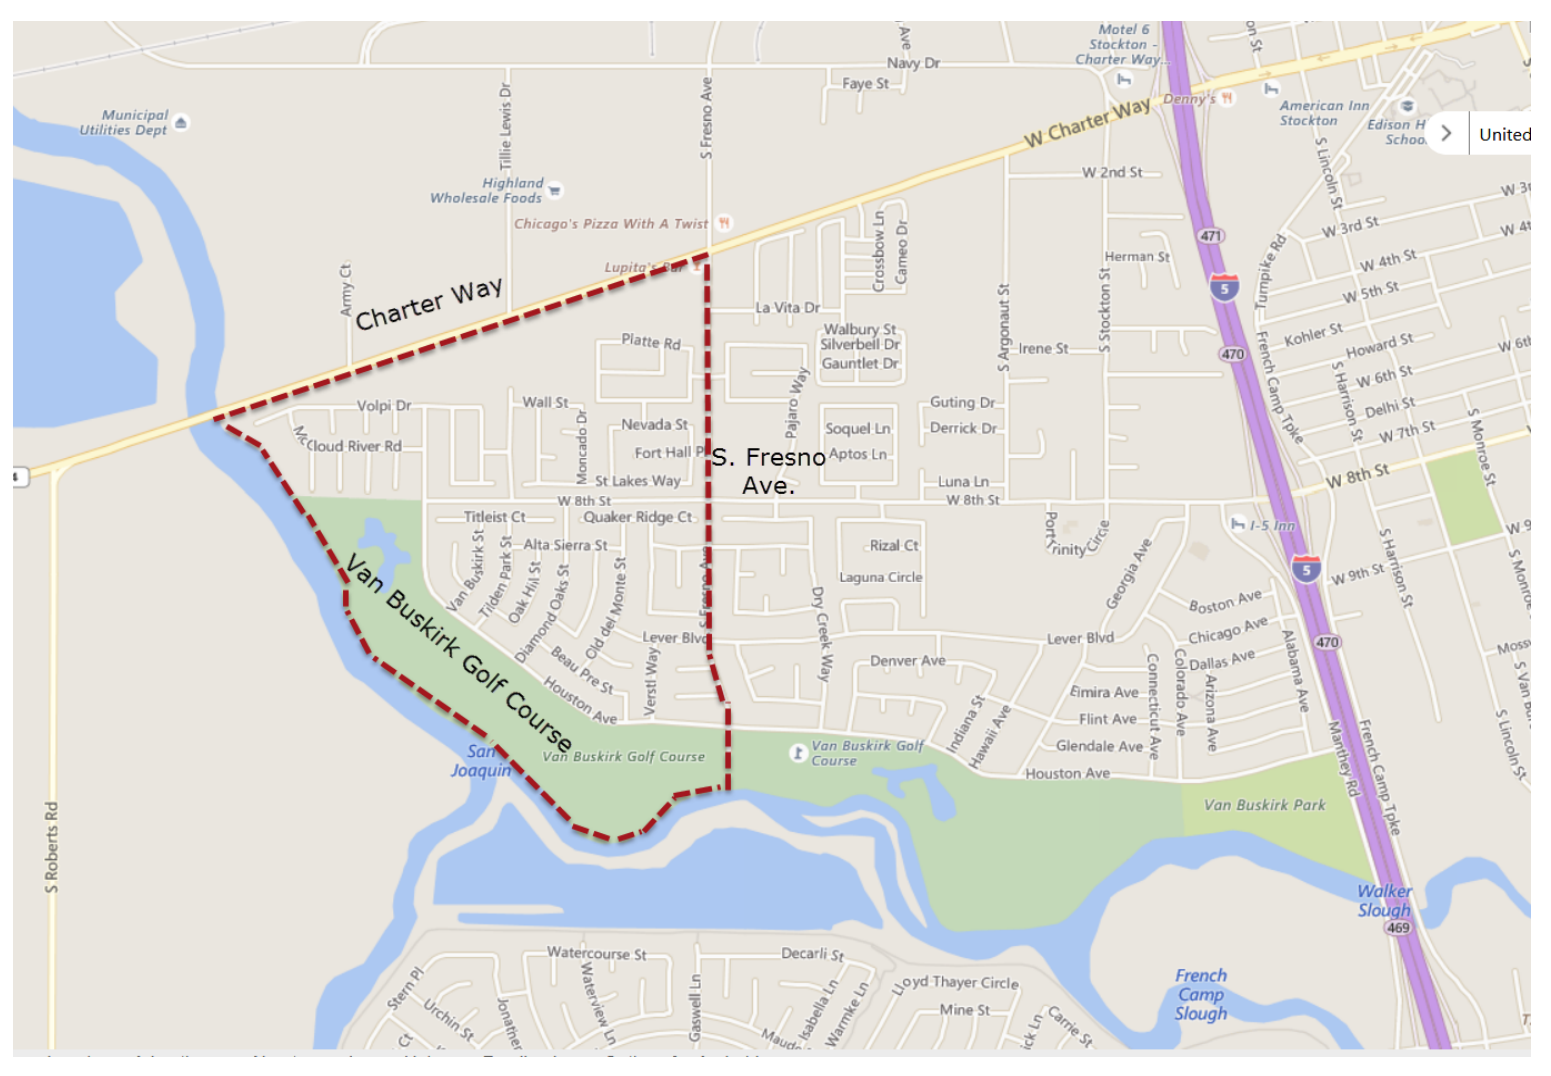 Motel 6
Stockton -
Charter Way...
Navy Dr
Faye St
Denny's
American Inn
Stockton
Edison H
Schoo
United
Municipal
Utilities Dept
Tillie Lewis Dr
S Fresno Ave
Ave
W Charter Way
Highland
Wholesale Foods
W 2nd St
S Lincoln St
W 3rd St
Chicago's Pizza With A Twist
Lupita's Bar
Crossbow Ln
Cameo Dr
471
Herman St
W 4th St
Turnpike Rd
5
W 5th St
Army Ct
Charter Way
La Vita Dr
S Argonaut St
S Stockton St
Walbury St
Silverbell Dr
Gauntlet Dr
Platte Rd
Irene St
470
Kohler St
Howard St
W 6th St
French Camp Tpke
S Harrison St
Volpi Dr
Wall St
Moncado Dr
Pajaro Way
Guting Dr
Delhi St
Nevada St
Soquel Ln
Derrick Dr
W 7th St
S Monroe St
Cloud River Rd
Fort Hall P
S. Fresno
Ave.
Aptos Ln
4
St Lakes Way
Luna Ln
W 8th St
W 8th St
W 8th St
Titleist Ct
Quaker Ridge Ct
Port
rinity Circle
I-5 Inn
Alta Sierra St
Rizal Ct
Laguna Circle
Georgia Ave
5
W 9th St
S Harrison St
Van Buskirk St
Tilden Park St
Oak Hill St
Diamond Oaks St
Old del Monte St
S Fresno Ave
Dry Creek Way
Boston Ave
Van Buskirk Golf Course
Lever Blvd
Lever Blvd
Chicago Ave
470
Beau Pre St
Verstl Way
Denver Ave
Dallas Ave
Alabama Ave
Houston Ave
Elmira Ave
Connecticut Ave
Colorado Ave
Arizona Ave
Indiana St
Hawaii Ave
Flint Ave
Glendale Ave
San
Joaquin
Van Buskirk Golf Course
Van Buskirk Golf
Course
Houston Ave
Manthey Rd
French Camp Tpke
S Lincoln St
Van Buskirk Park
S Roberts Rd
Walker
Slough
469
Watercourse St
Decarli St
Stern Pl
Waterview Ln
Gaswell Ln
Isabella Ln
Warmke Ln
Lloyd Thayer Circle
French
Camp
Slough
Urchin St
Mine St
Carrie St